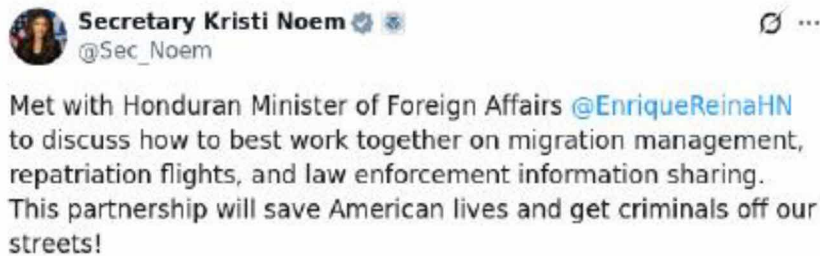 Secretary Kristi Noem
@Sec_Noem
Met with Honduran Minister of Foreign Affairs @EnriqueReinaHN
to discuss how to best work together on migration management,
repatriation flights, and law enforcement information sharing.
This partnership will save American lives and get criminals off our
streets!